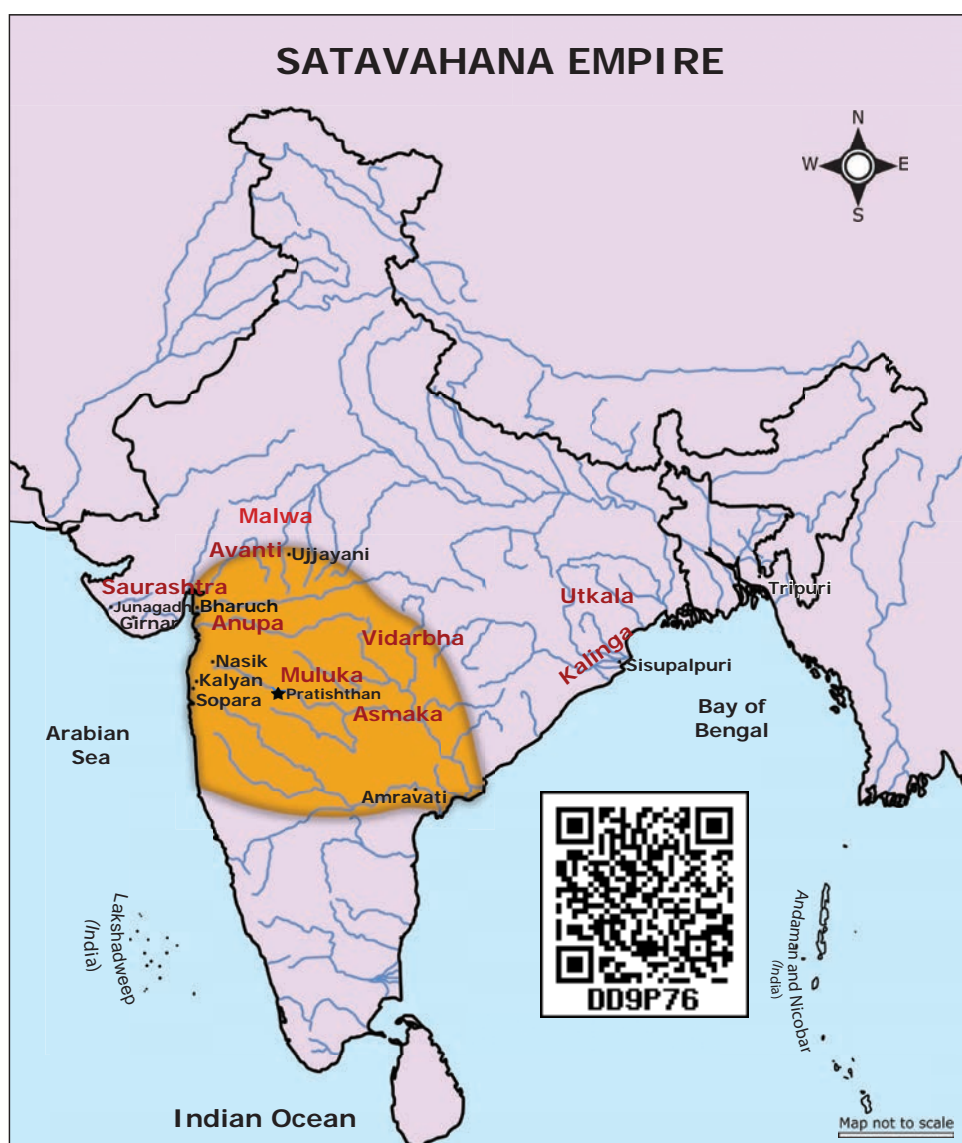 SATAVAHANA EMPIRE
N
W
E
S
Malwa
Avanti
Ujjayani
Saurashtra
Junagadh
Bharuch
Girnar
Anupa
Utkala
Tripuri
Vidarbha
Kalinga
Nasik
Muluka
Sisupalpuri
Kalyan
Pratishthan
Sopara
Asmaka
Bay of
Bengal
Arabian
Sea
Amravati
Lakshadweep
(India)
Andaman and Nicobar
(India)
DD9P76
Indian Ocean
Map not to scale